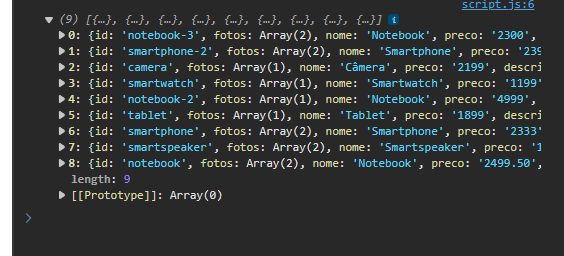 script.js:6
(9) [{…}, {…}, {…}, {…}, {…}, {…}, {…}, {…}, {…}] i
0: {id: 'notebook-3', fotos: Array(2), nome: 'Notebook', preco: '2300',
1: {id: 'smartphone-2', fotos: Array(2), nome: 'Smartphone', preco: '239
2: {id: 'camera', fotos: Array(1), nome: 'Câmera', preco: '2199', descri
3: {id: 'smartwatch', fotos: Array(1), nome: 'Smartwatch', preco: '1199'
4: {id: 'notebook-2', fotos: Array(1), nome: 'Notebook', preco: '4999',
5: {id: 'tablet', fotos: Array(1), nome: 'Tablet', preco: '1899', descri
6: {id: 'smartphone', fotos: Array(2), nome: 'Smartphone', preco: '2333'
7: {id: 'smartspeaker', fotos: Array(2), nome: 'Smartspeaker', preco: '1
8: {id: 'notebook', fotos: Array(2), nome: 'Notebook', preco: '2499.50',
length: 9
[[Prototype]]: Array(0)